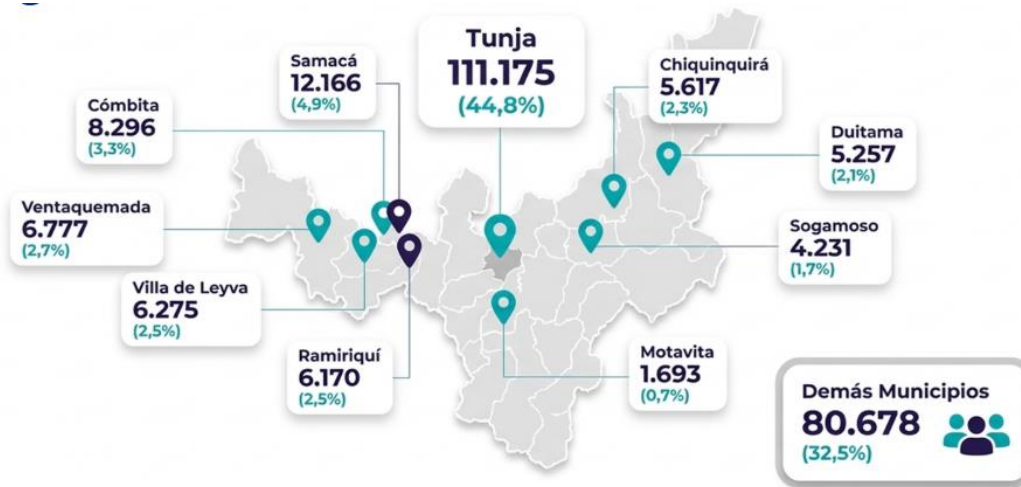 Tunja
111.175
(44,8%)
Samacá
12.166
(4,9%)
Chiquinquirá
5.617
(2,3%)
Cómbita
8.296
(3,3%)
Duitama
5.257
(2,1%)
Ventaquemada
6.777
(2,7%)
Sogamoso
4.231
(1,7%)
Villa de Leyva
6.275
(2,5%)
Ramiriquí
6.170
(2,5%)
Motavita
1.693
(0,7%)
Demás Municipios
80.678
(32,5%)